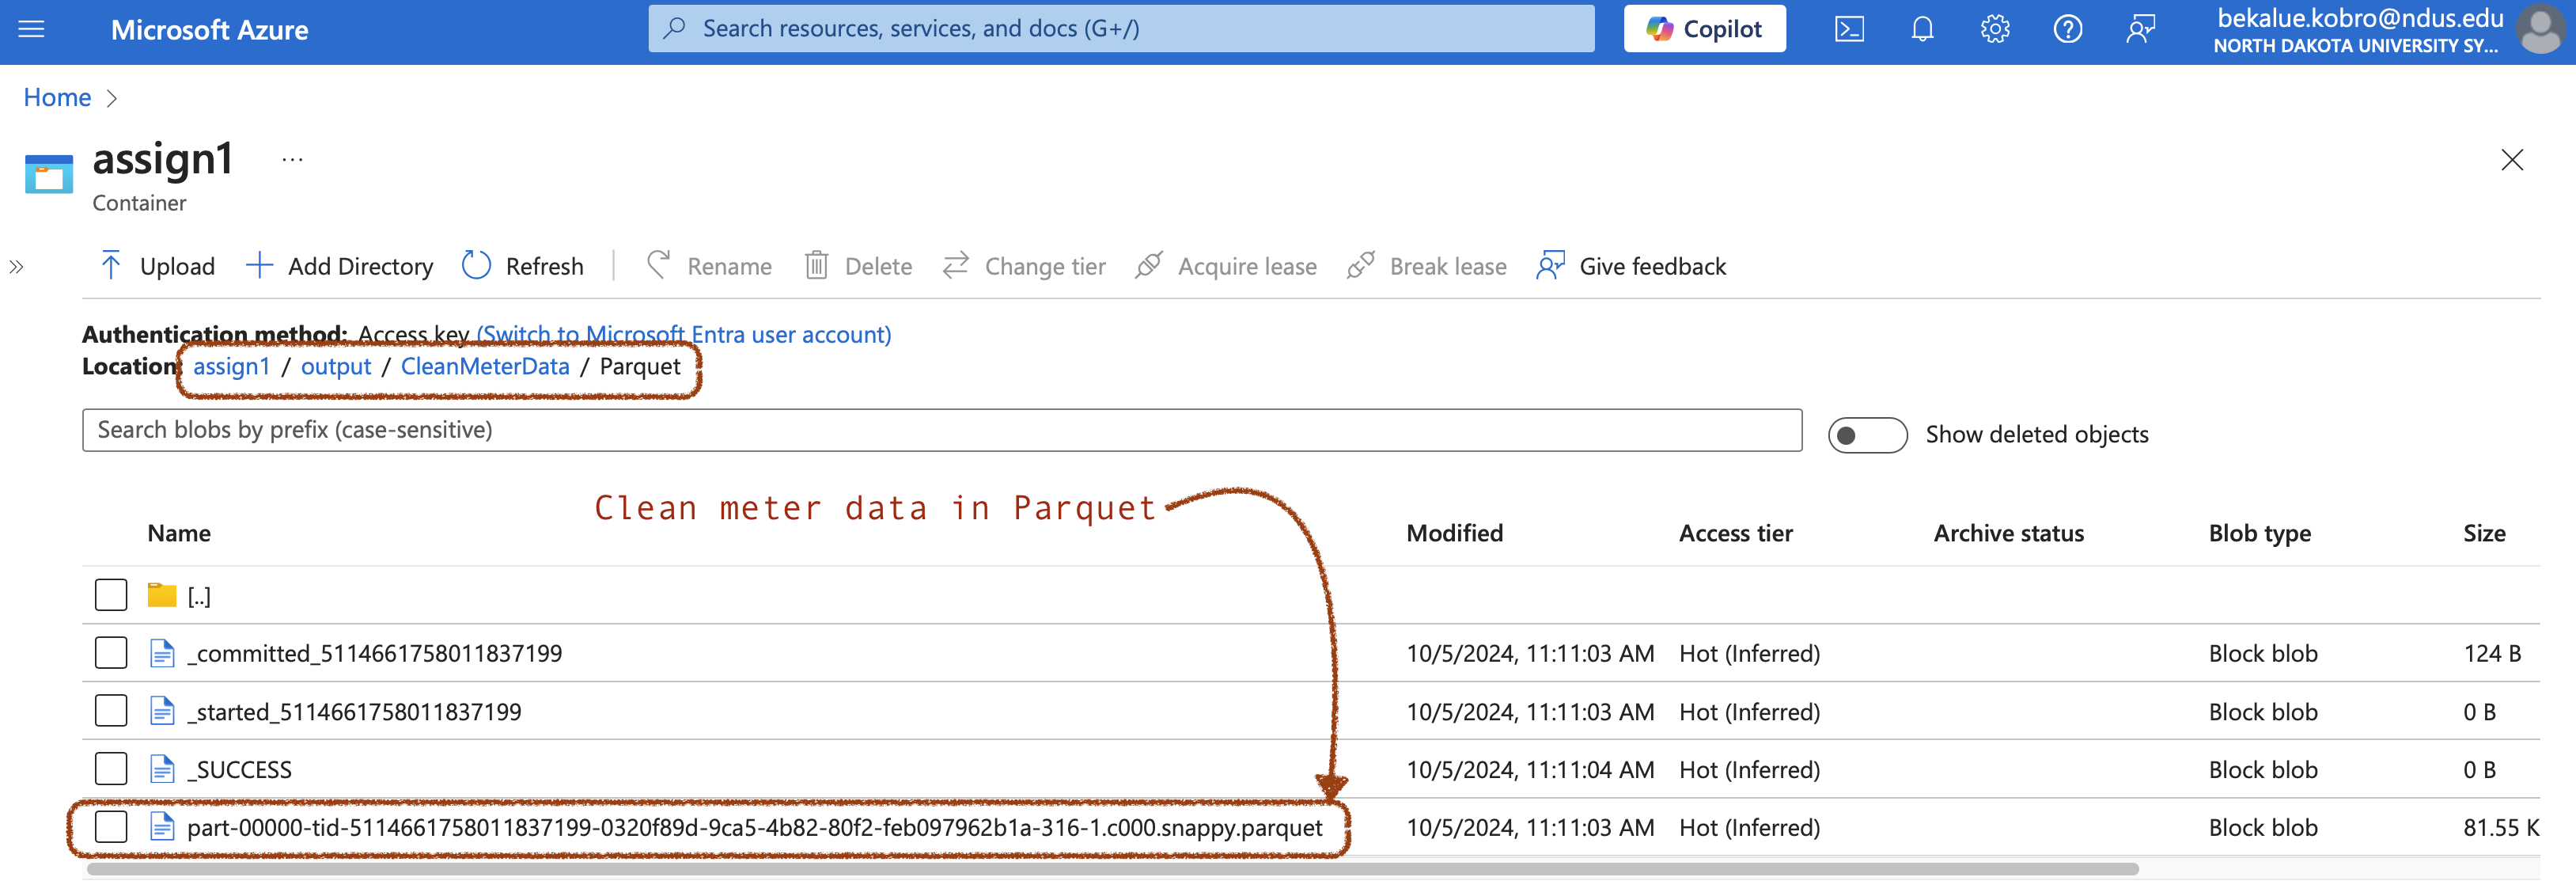 Microsoft Azure
Search resources, services, and docs (G+/)
Copilot
bekalue.kobro@ndus.edu
NORTH DAKOTA UNIVERSITY SY...
Home >
assign1 ...
Container
Upload Add Directory Refresh Rename Delete Change tier Acquire lease Break lease Give feedback
Authentication method: Access key (Switch to Microsoft Entra user account)
Location: assign1 / output / CleanMeterData / Parquet
Search blobs by prefix (case-sensitive)
Show deleted objects
Clean meter data in Parquet
Name Modified Access tier Archive status Blob type Size
[..]
_committed_5114661758011837199 10/5/2024, 11:11:03 AM Hot (Inferred) Block blob 124 B
_started_5114661758011837199 10/5/2024, 11:11:03 AM Hot (Inferred) Block blob 0 B
_SUCCESS 10/5/2024, 11:11:04 AM Hot (Inferred) Block blob 0 B
part-00000-tid-5114661758011837199-0320f89d-9ca5-4b82-80f2-feb097962b1a-316-1.c000.snappy.parquet 10/5/2024, 11:11:03 AM Hot (Inferred) Block blob 81.55 K